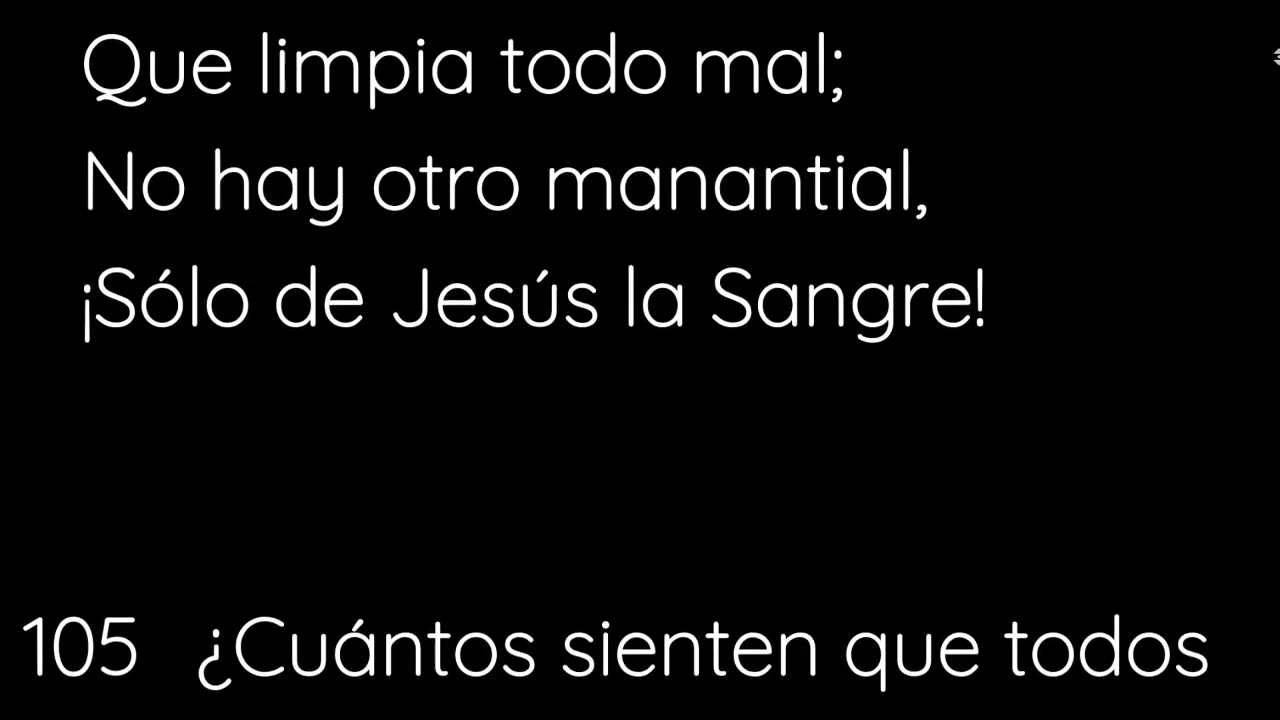 Que limpia todo mal;
No hay otro manantial,
¡Sólo de Jesús la Sangre!
105 ¿Cuántos sienten que todos